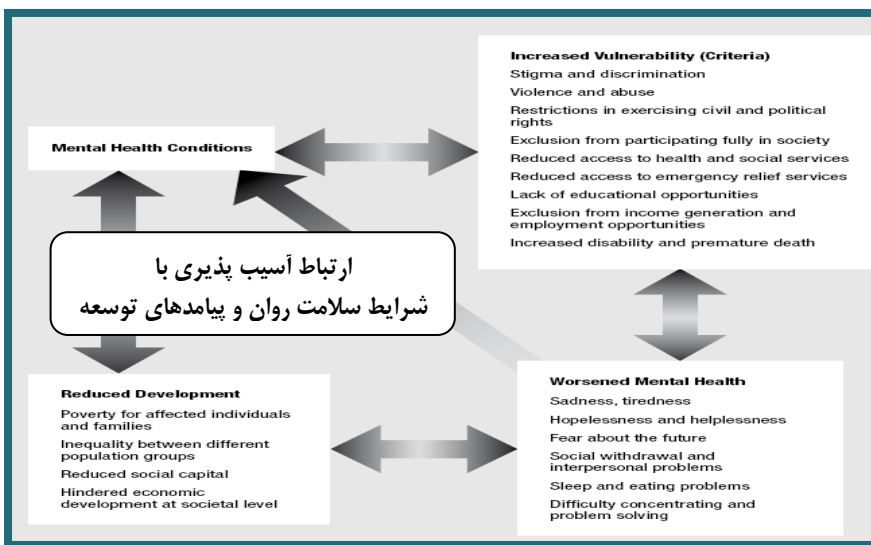 Mental Health Conditions
Increased Vulnerability (Criteria)
Stigma and discrimination
Violence and abuse
Restrictions in exercising civil and political
rights
Exclusion from participating fully in society
Reduced access to health and social services
Reduced access to emergency relief services
Lack of educational opportunities
Exclusion from income generation and
employment opportunities
Increased disability and premature death
ارتباط آسیب پذیری با
شرایط سلامت روان و پیامدهای توسعه
Reduced Development
Poverty for affected individuals
and families
Inequality between different
population groups
Reduced social capital
Hindered economic
development at societal level
Worsened Mental Health
Sadness, tiredness
Hopelessness and helplessness
Fear about the future
Social withdrawal and
interpersonal problems
Sleep and eating problems
Difficulty concentrating and
problem solving